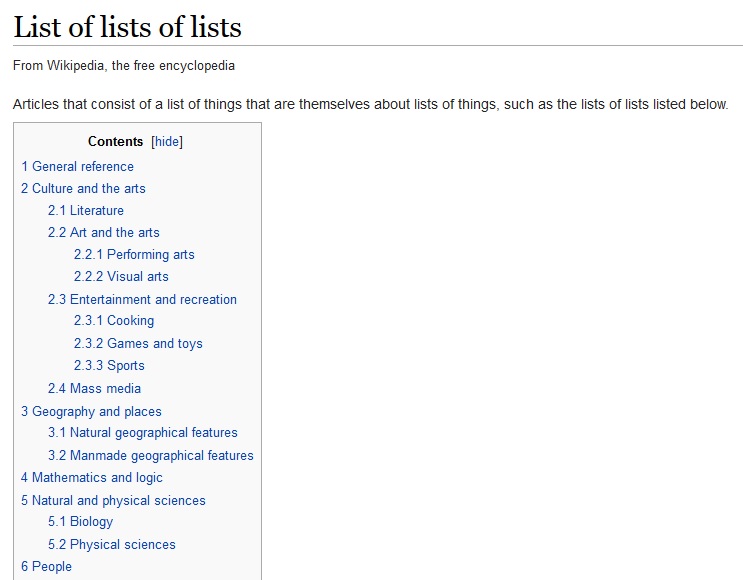 List of lists of lists
From Wikipedia, the free encyclopedia
Articles that consist of a list of things that are themselves about lists of things, such as the lists of lists listed below.
Contents [hide]
1 General reference
2 Culture and the arts
2.1 Literature
2.2 Art and the arts
2.2.1 Performing arts
2.2.2 Visual arts
2.3 Entertainment and recreation
2.3.1 Cooking
2.3.2 Games and toys
2.3.3 Sports
2.4 Mass media
3 Geography and places
3.1 Natural geographical features
3.2 Manmade geographical features
4 Mathematics and logic
5 Natural and physical sciences
5.1 Biology
5.2 Physical sciences
6 People